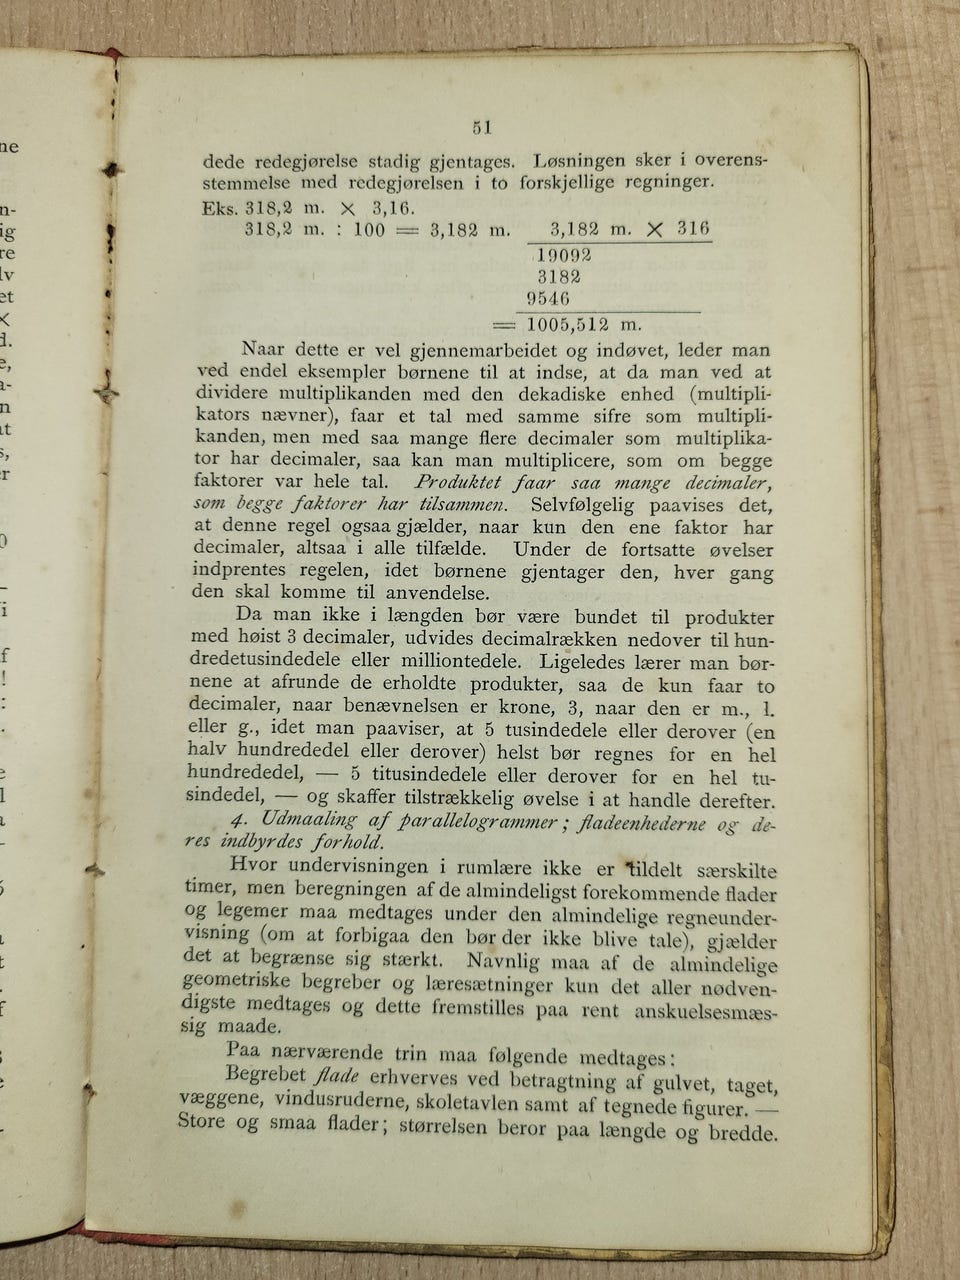 51
dede redegjørelse stadig gjentages. Løsningen sker i overens-
stemmelse med redegjørelsen i to forskjellige regninger.
Eks. 318,2 m. × 3,16.
318,2 m. : 100 = 3,182 m. 3,182 m. × 316
19092
3182
9546
= 1005,512 m.
Naar dette er vel gjennemarbeidet og indøvet, leder man
ved endel eksempler børnene til at indse, at da man ved at
dividere multiplikanden med den dekadiske enhed (multipli-
kators nævner), faar et tal med samme sifre som multipli-
kanden, men med saa mange flere decimaler som multiplika-
tor har decimaler, saa kan man multiplicere, som om begge
faktorer var hele tal. Produktet faar saa mange decimaler,
som begge faktorer har tilsammen. Selvfølgelig paavises det,
at denne regel ogsaa gjælder, naar kun den ene faktor har
decimaler, altsaa i alle tilfælde. Under de fortsatte øvelser
indprentes regelen, idet børnene gjentager den, hver gang
den skal komme til anvendelse.
Da man ikke i længden bør være bundet til produkter
med høist 3 decimaler, udvides decimalrækken nedover til hun-
dredetusindedele eller milliontedele. Ligeledes lærer man bør-
nene at afrunde de erholdte produkter, saa de kun faar to
decimaler, naar benævnelsen er krone, 3, naar den er m., l.
eller g., idet man paaviser, at 5 tusindedele eller derover (en
halv hundrededel eller derover) helst bør regnes for en hel
hundrededel, — 5 titusindedele eller derover for en hel tu-
sindedel, — og skaffer tilstrækkelig øvelse i at handle derefter.
4. Udmaaling af parallelogrammer; fladeenhederne og de-
res indbyrdes forhold.
Hvor undervisningen i rumlære ikke er tildelt særskilte
timer, men beregningen af de almindeligst forekommende flader
og legemer maa medtages under den almindelige regneunder-
visning (om at forbigaa den bør der ikke blive tale), gjælder
det at begrænse sig stærkt. Navnlig maa af de almindelige
geometriske begreber og læresætninger kun det aller nødven-
digste medtages og dette fremstilles paa rent anskuelsesmæs-
sig maade.
Paa nærværende trin maa følgende medtages:
Begrebet flade erhverves ved betragtning af gulvet, taget,
væggene, vindusruderne, skoletavlen samt af tegnede figurer. —
Store og smaa flader; størrelsen beror paa længde og bredde.